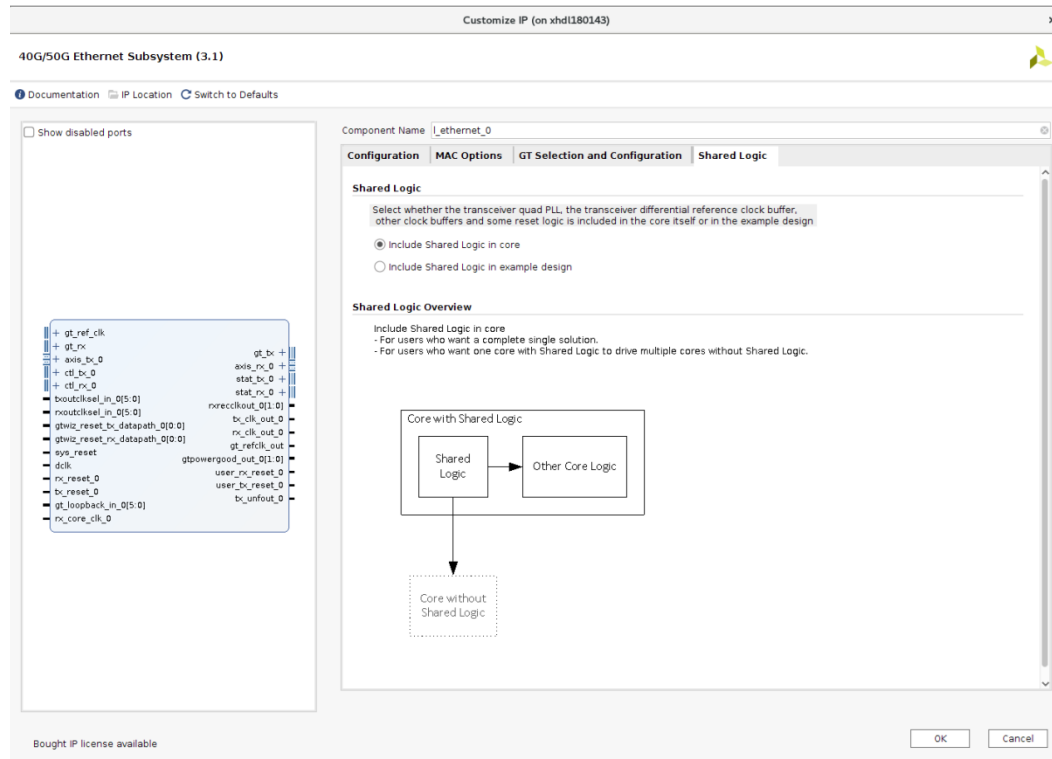 Customize IP (on xhdl180143)
40G/50G Ethernet Subsystem (3.1)
Documentation IP Location Switch to Defaults
Show disabled ports
gt_ref_clk
gt_rx
axis_tx_0
ctl_tx_0
ctl_rx_0
txoutclksel_in_0[5:0]
rxoutclksel_in_0[5:0]
gtwiz_reset_tx_datapath_0[0:0]
gtwiz_reset_rx_datapath_0[0:0]
sys_reset
dclk
rx_reset_0
tx_reset_0
gt_loopback_in_0[5:0]
rx_core_clk_0
gt_tx
axis_rx_0
stat_tx_0
stat_rx_0
rxrecclkout_0[1:0]
tx_clk_out_0
rx_clk_out_0
gt_refclk_out
gtpowergood_out_0[1:0]
user_rx_reset_0
user_tx_reset_0
tx_unfout_0
Component Name l_ethernet_0
Configuration MAC Options GT Selection and Configuration Shared Logic
Shared Logic
Select whether the transceiver quad PLL, the transceiver differential reference clock buffer,
other clock buffers and some reset logic is included in the core itself or in the example design
Include Shared Logic in core
Include Shared Logic in example design
Shared Logic Overview
Include Shared Logic in core
- For users who want a complete single solution.
- For users who want one core with Shared Logic to drive multiple cores without Shared Logic.
Core with Shared Logic
Shared
Logic
Other Core Logic
Core without
Shared Logic
Bought IP license available
OK Cancel